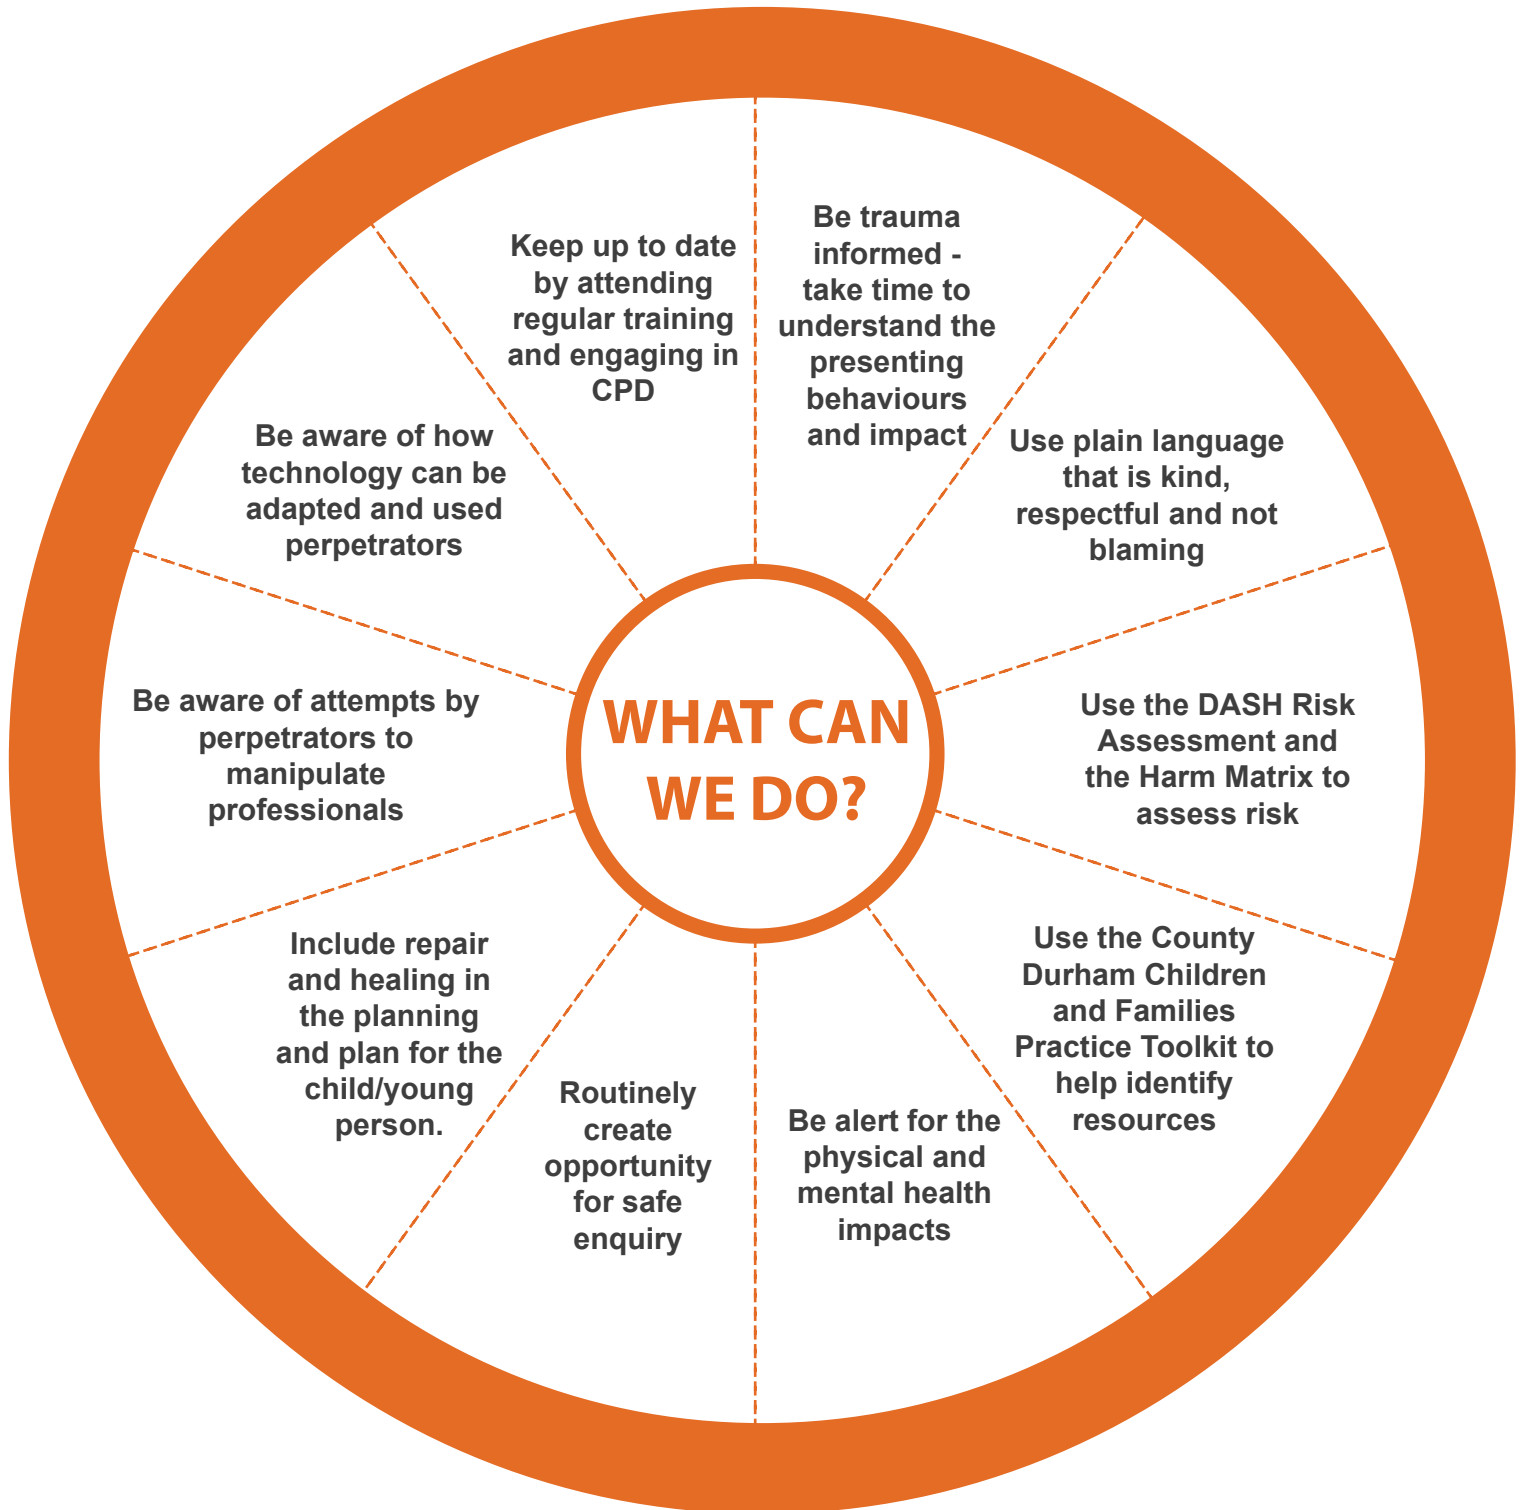 WHAT CAN
WE DO?
Be trauma
informed -
take time to
understand the
presenting
behaviours
and impact
Use plain language
that is kind,
respectful and not
blaming
Use the DASH Risk
Assessment and
the Harm Matrix to
assess risk
Use the County
Durham Children
and Families
Practice Toolkit to
help identify
resources
Be alert for the
physical and
mental health
impacts
Routinely
create
opportunity
for safe
enquiry
Include repair
and healing in
the planning
and plan for the
child/young
person.
Be aware of attempts by
perpetrators to
manipulate
professionals
Be aware of how
technology can be
adapted and used
perpetrators
Keep up to date
by attending
regular training
and engaging in
CPD